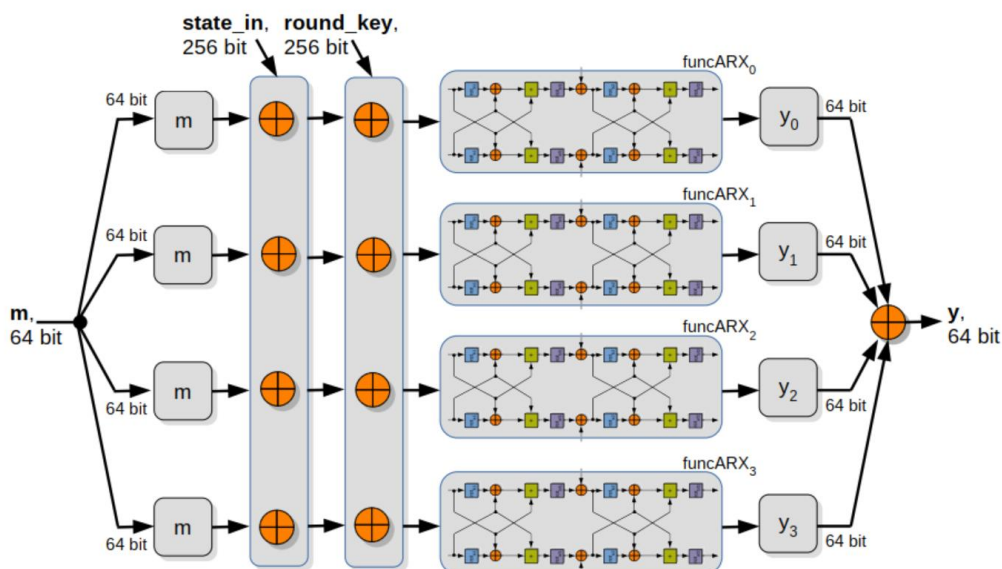 state_in, round_key,
256 bit 256 bit
funcARX0
64 bit
m
y0
64 bit
funcARX1
64 bit
m
y1
64 bit
m,
64 bit
y,
64 bit
funcARX2
64 bit
m
y2
64 bit
funcARX3
64 bit
m
y3
64 bit